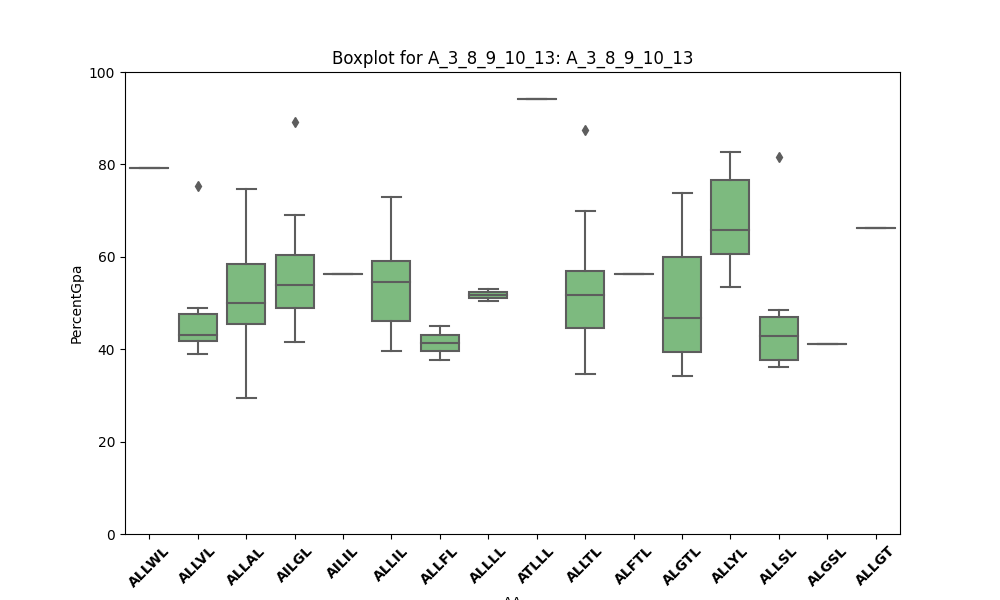 Boxplot for A_3_8_9_10_13: A_3_8_9_10_13
PercentGpa
100
80
60
40
20
0
ALLWL
ALLVL
ALLAL
AILGL
AILIL
ALLIL
ALLFL
ALLLL
ATLLL
ALLTL
ALFTL
ALGTL
ALLYL
ALLSL
ALGSL
ALLGT
AA